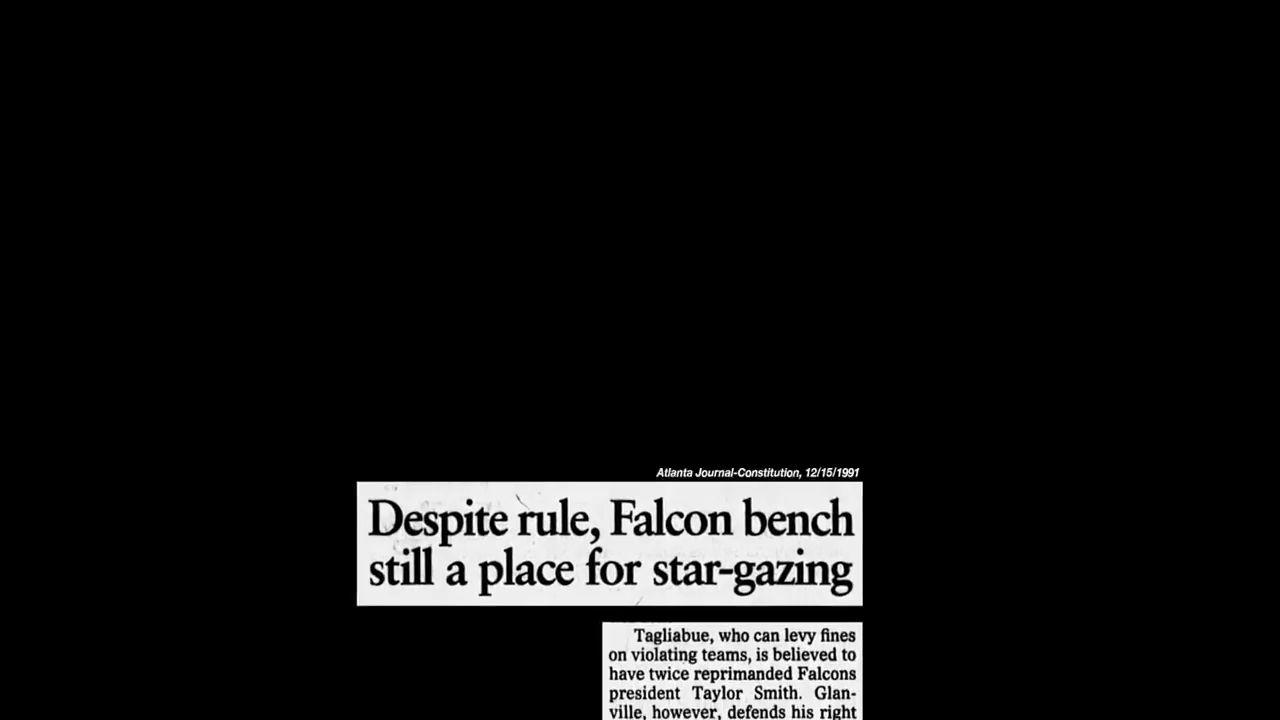 Atlanta Journal-Constitution, 12/15/1991
Despite rule, Falcon bench
still a place for star-gazing
Tagliabue, who can levy fines
on violating teams, is believed to
have twice reprimanded Falcons
president Taylor Smith. Glan-
ville, however, defends his right